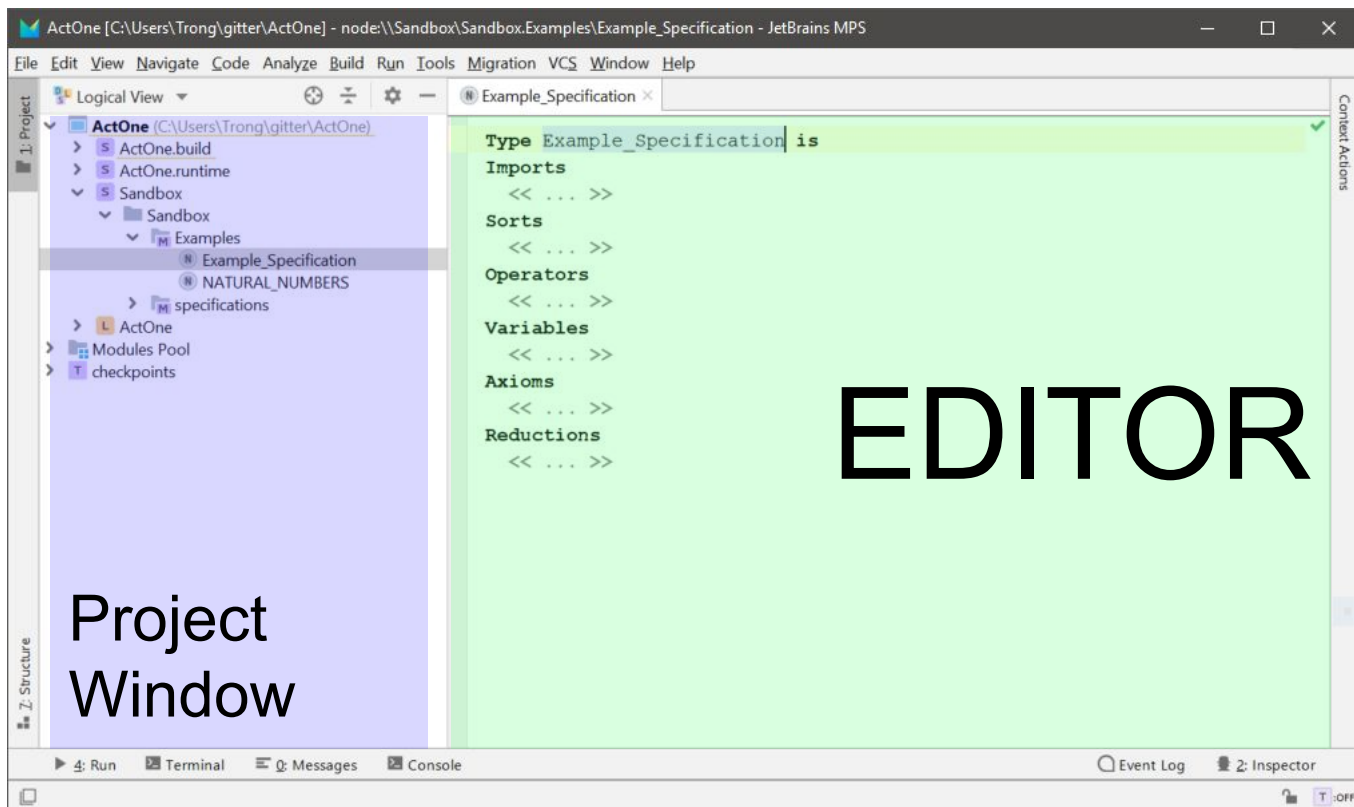 ActOne [C:\Users\Trong\gitter\ActOne] - node:\\Sandbox\Sandbox.Examples\Example_Specification - JetBrains MPS
File Edit View Navigate Code Analyze Build Run Tools Migration VCS Window Help
1: Project
Logical View
Example_Specification
Context Actions
ActOne (C:\Users\Trong\gitter\ActOne)
ActOne.build
ActOne.runtime
Sandbox
Sandbox
Examples
Example_Specification
NATURAL_NUMBERS
specifications
ActOne
Modules Pool
checkpoints
Type Example_Specification is
Imports
<< ... >>
Sorts
<< ... >>
Operators
<< ... >>
Variables
<< ... >>
Axioms
<< ... >>
Reductions
<< ... >>
EDITOR
Project
Window
Z: Structure
4: Run Terminal 0: Messages Console Event Log 2: Inspector
T :OFF